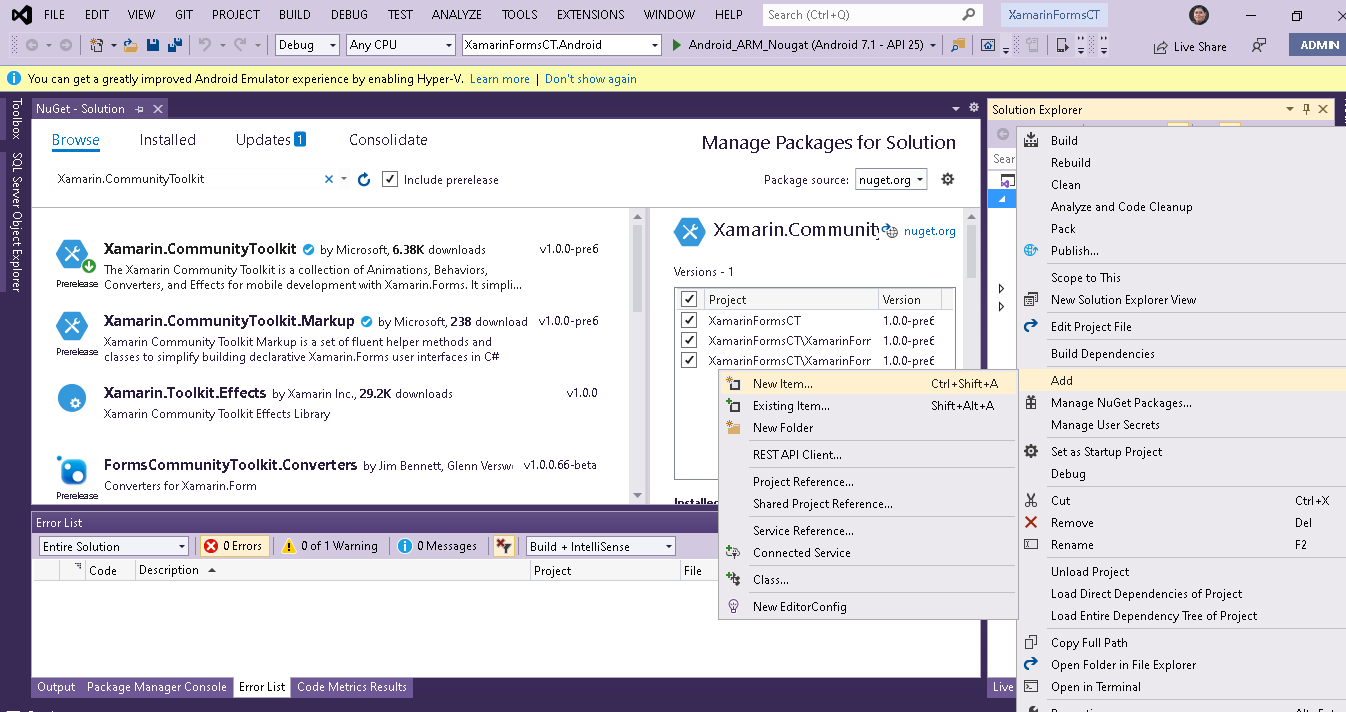 FILE EDIT VIEW GIT PROJECT BUILD DEBUG TEST ANALYZE TOOLS EXTENSIONS WINDOW HELP Search (Ctrl+Q) XamarinFormsCT
Debug Any CPU XamarinFormsCT.Android Android_ARM_Nougat (Android 7.1 - API 25) Live Share ADMIN
You can get a greatly improved Android Emulator experience by enabling Hyper-V. Learn more | Don't show again
Toolbox
SQL Server Object Explorer
NuGet - Solution
Browse Installed Updates 1 Consolidate
Manage Packages for Solution
Xamarin.CommunityToolkit
Include prerelease
Package source: nuget.org
Xamarin.CommunityToolkit by Microsoft, 6.38K downloads v1.0.0-pre6
The Xamarin Community Toolkit is a collection of Animations, Behaviors,
Prerelease
Converters, and Effects for mobile development with Xamarin.Forms. It simpli...
Xamarin.CommunityToolkit.Markup by Microsoft, 238 download v1.0.0-pre6
Xamarin Community Toolkit Markup is a set of fluent helper methods and
Prerelease
classes to simplify building declarative Xamarin.Forms user interfaces in C#
Xamarin.Toolkit.Effects by Xamarin Inc., 29.2K downloads v1.0.0
Xamarin Community Toolkit Effects Library
FormsCommunityToolkit.Converters by Jim Bennett, Glenn Versw v1.0.0.66-beta
Converters for Xamarin.Form
Prerelease
Xamarin.Community nuget.org
Versions - 1
Project Version
XamarinFormsCT 1.0.0-pre6
XamarinFormsCT\XamarinForr 1.0.0-pre6
XamarinFormsCT\XamarinForr 1.0.0-pre6
Installed
New Item... Ctrl+Shift+A
Existing Item... Shift+Alt+A
New Folder
REST API Client...
Project Reference...
Shared Project Reference...
Service Reference...
Connected Service
Class...
New EditorConfig
Solution Explorer
Sear
Build
Rebuild
Clean
Analyze and Code Cleanup
Pack
Publish...
Scope to This
New Solution Explorer View
Edit Project File
Build Dependencies
Add
Manage NuGet Packages...
Manage User Secrets
Set as Startup Project
Debug
Cut Ctrl+X
Remove Del
Rename F2
Unload Project
Load Direct Dependencies of Project
Load Entire Dependency Tree of Project
Copy Full Path
Open Folder in File Explorer
Open in Terminal
Error List
Entire Solution 0 Errors 0 of 1 Warning 0 Messages Build + IntelliSense
Code Description Project File
Output Package Manager Console Error List Code Metrics Results
Live